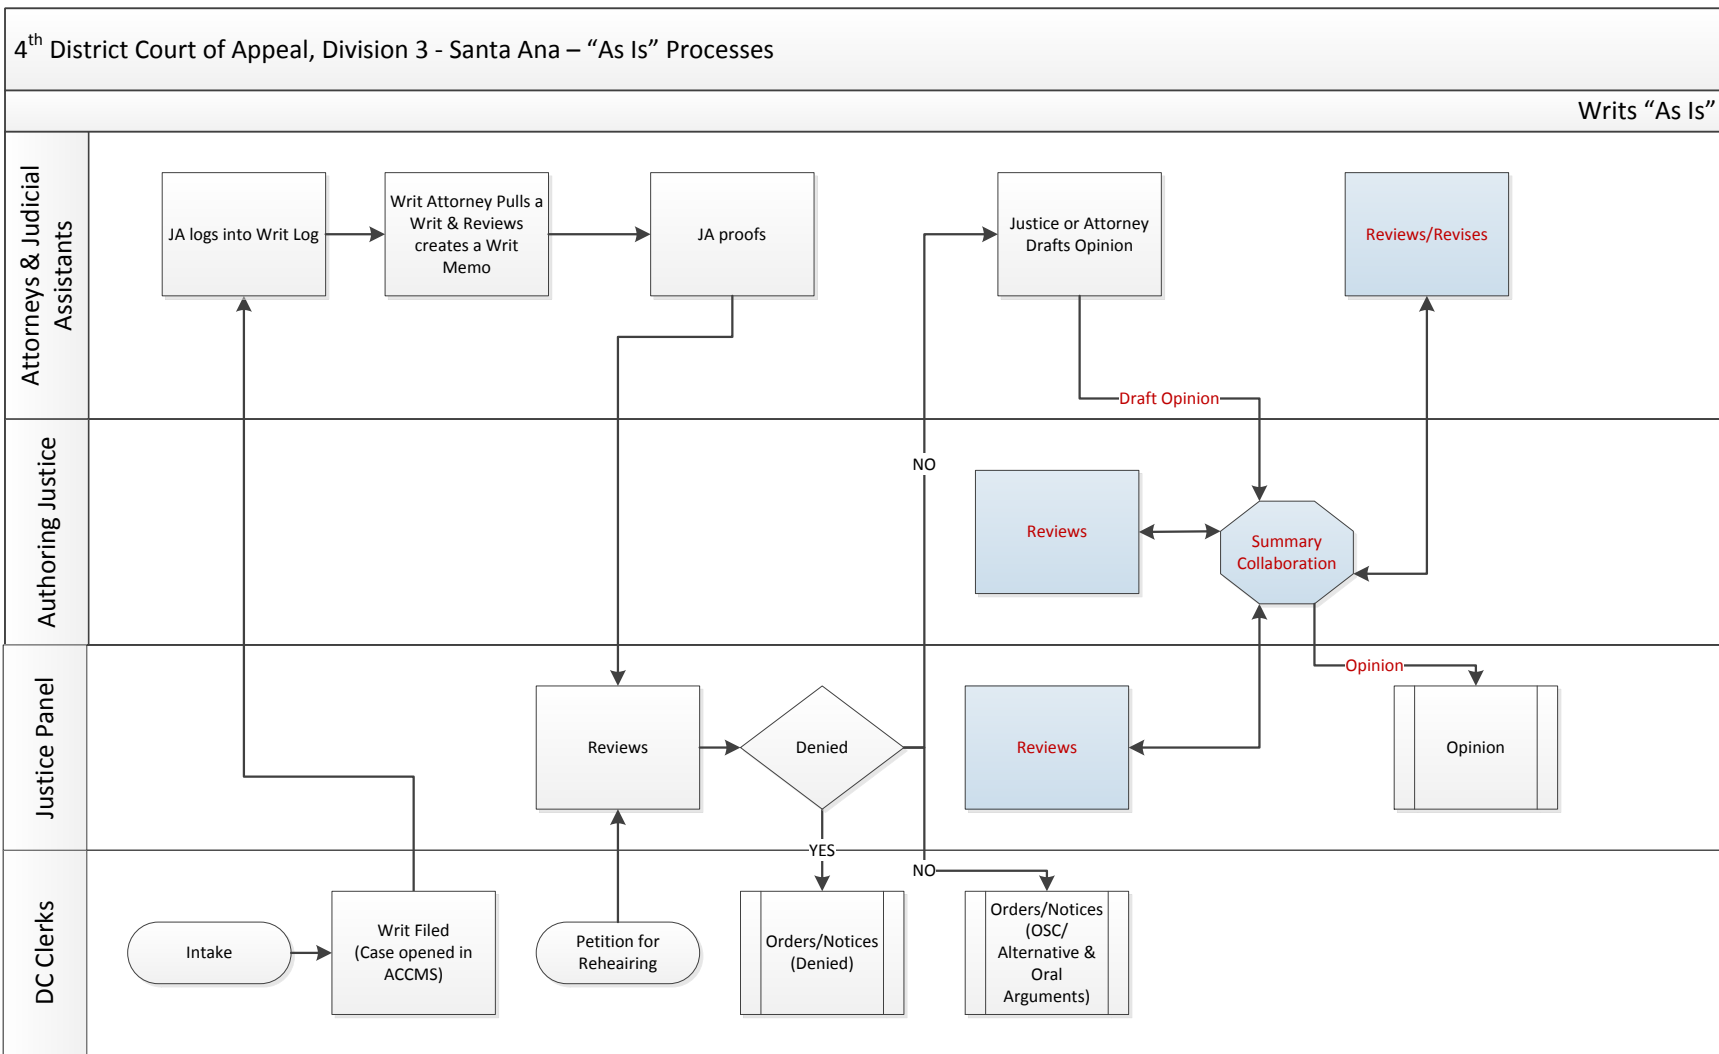 4th District Court of Appeal, Division 3 - Santa Ana – “As Is” Processes
Writs “As Is”
Attorneys & Judicial
Assistants
JA logs into Writ Log
Writ Attorney Pulls a
Writ & Reviews
creates a Writ
Memo
JA proofs
Justice or Attorney
Drafts Opinion
Reviews/Revises
Draft Opinion
Authoring Justice
NO
Reviews
Summary
Collaboration
Justice Panel
Reviews
Denied
Reviews
Opinion
Opinion
YES
NO
DC Clerks
Intake
Writ Filed
(Case opened in
ACCMS)
Petition for
Reheairing
Orders/Notices
(Denied)
Orders/Notices
(OSC/
Alternative &
Oral
Arguments)